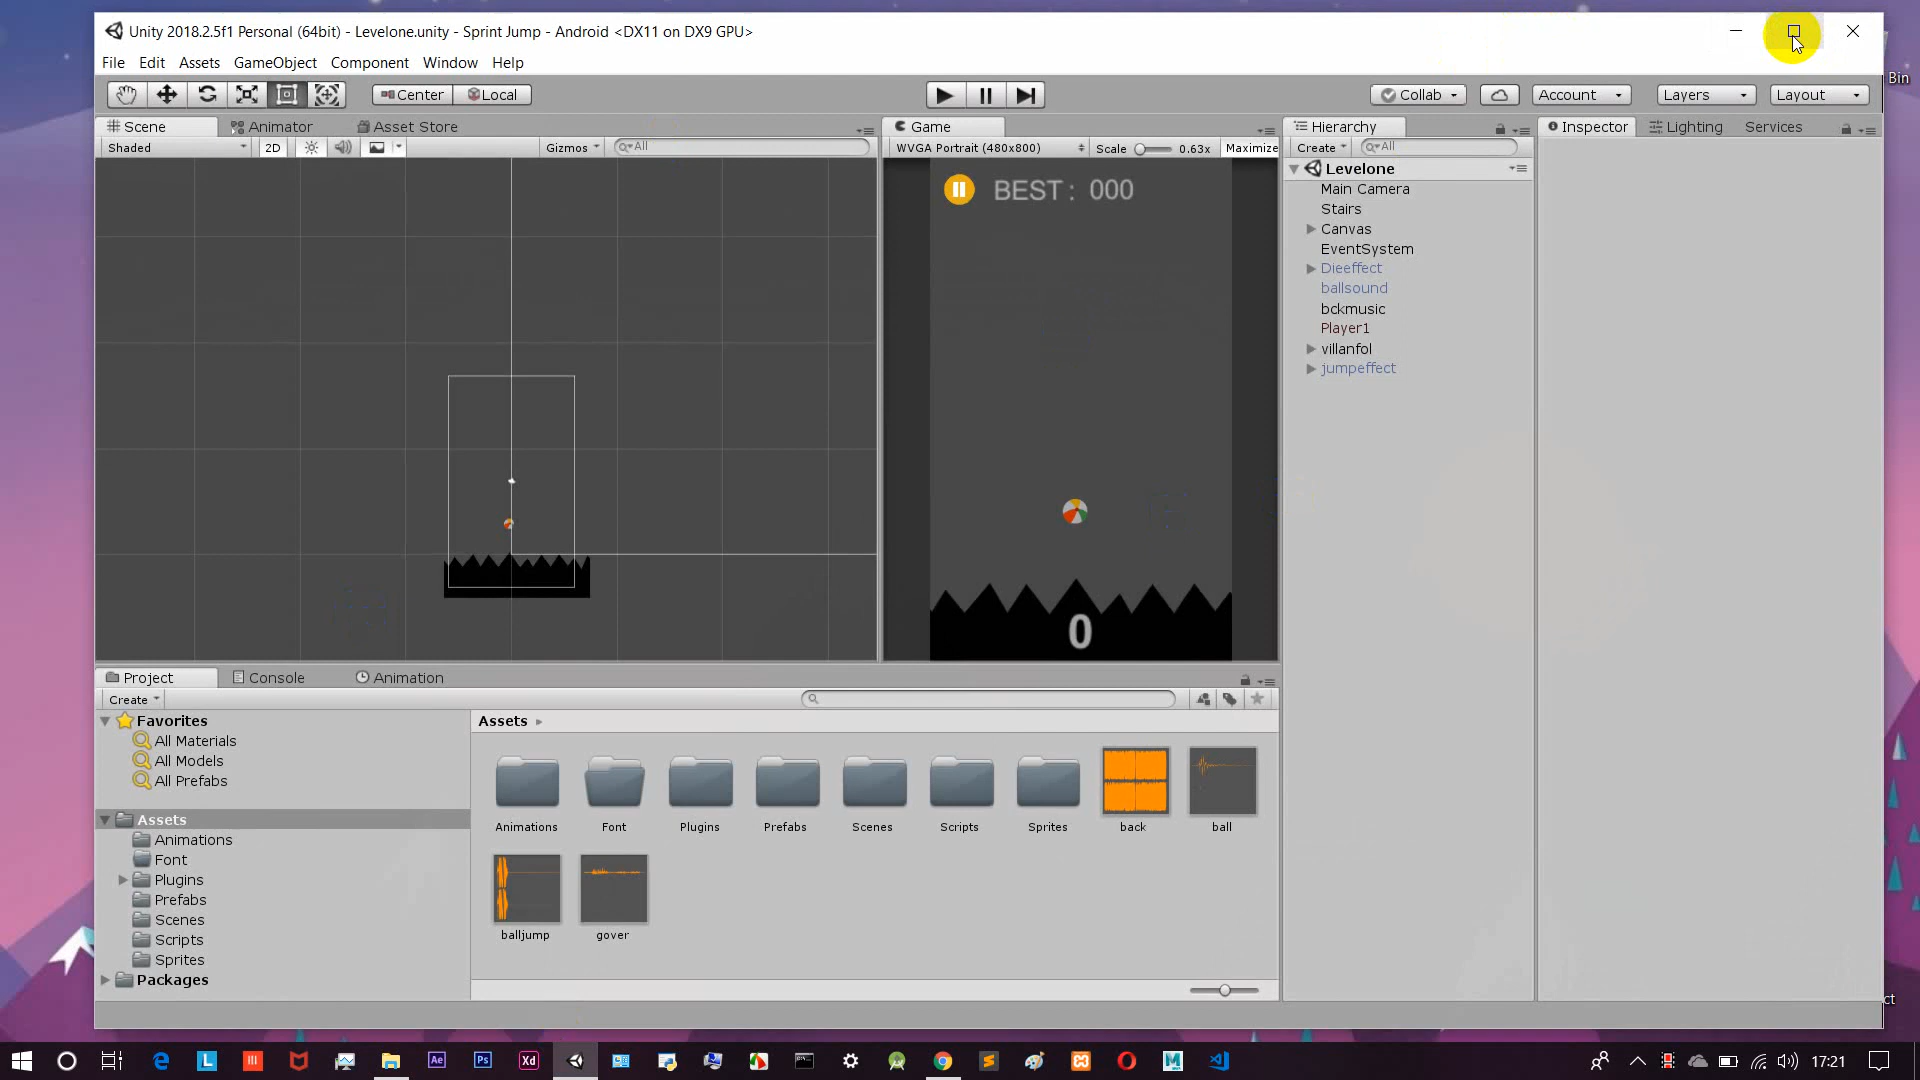 Unity 2018.2.5f1 Personal (64bit) - Levelone.unity - Sprint Jump - Android <DX11 on DX9 GPU>
Bin
File Edit Assets GameObject Component Window Help
Center Local Collab Account Layers Layout
Scene Animator Asset Store Game Hierarchy Inspector Lighting Services
Shaded 2D Gizmos All WVGA Portrait (480x800) Scale 0.63x Maximize Create All
Levelone
BEST : 000
Main Camera
Stairs
Canvas
EventSystem
Dieeffect
ballsound
bckmusic
Player1
villanfol
jumpeffect
0
Project Console Animation
Create
Favorites
All Materials
All Models
All Prefabs
Assets
Animations
Font
Plugins
Prefabs
Scenes
Scripts
Sprites
Packages
Assets
Animations Font Plugins Prefabs Scenes Scripts Sprites back ball
balljump gover
ct
Ae Ps Xd
17:21